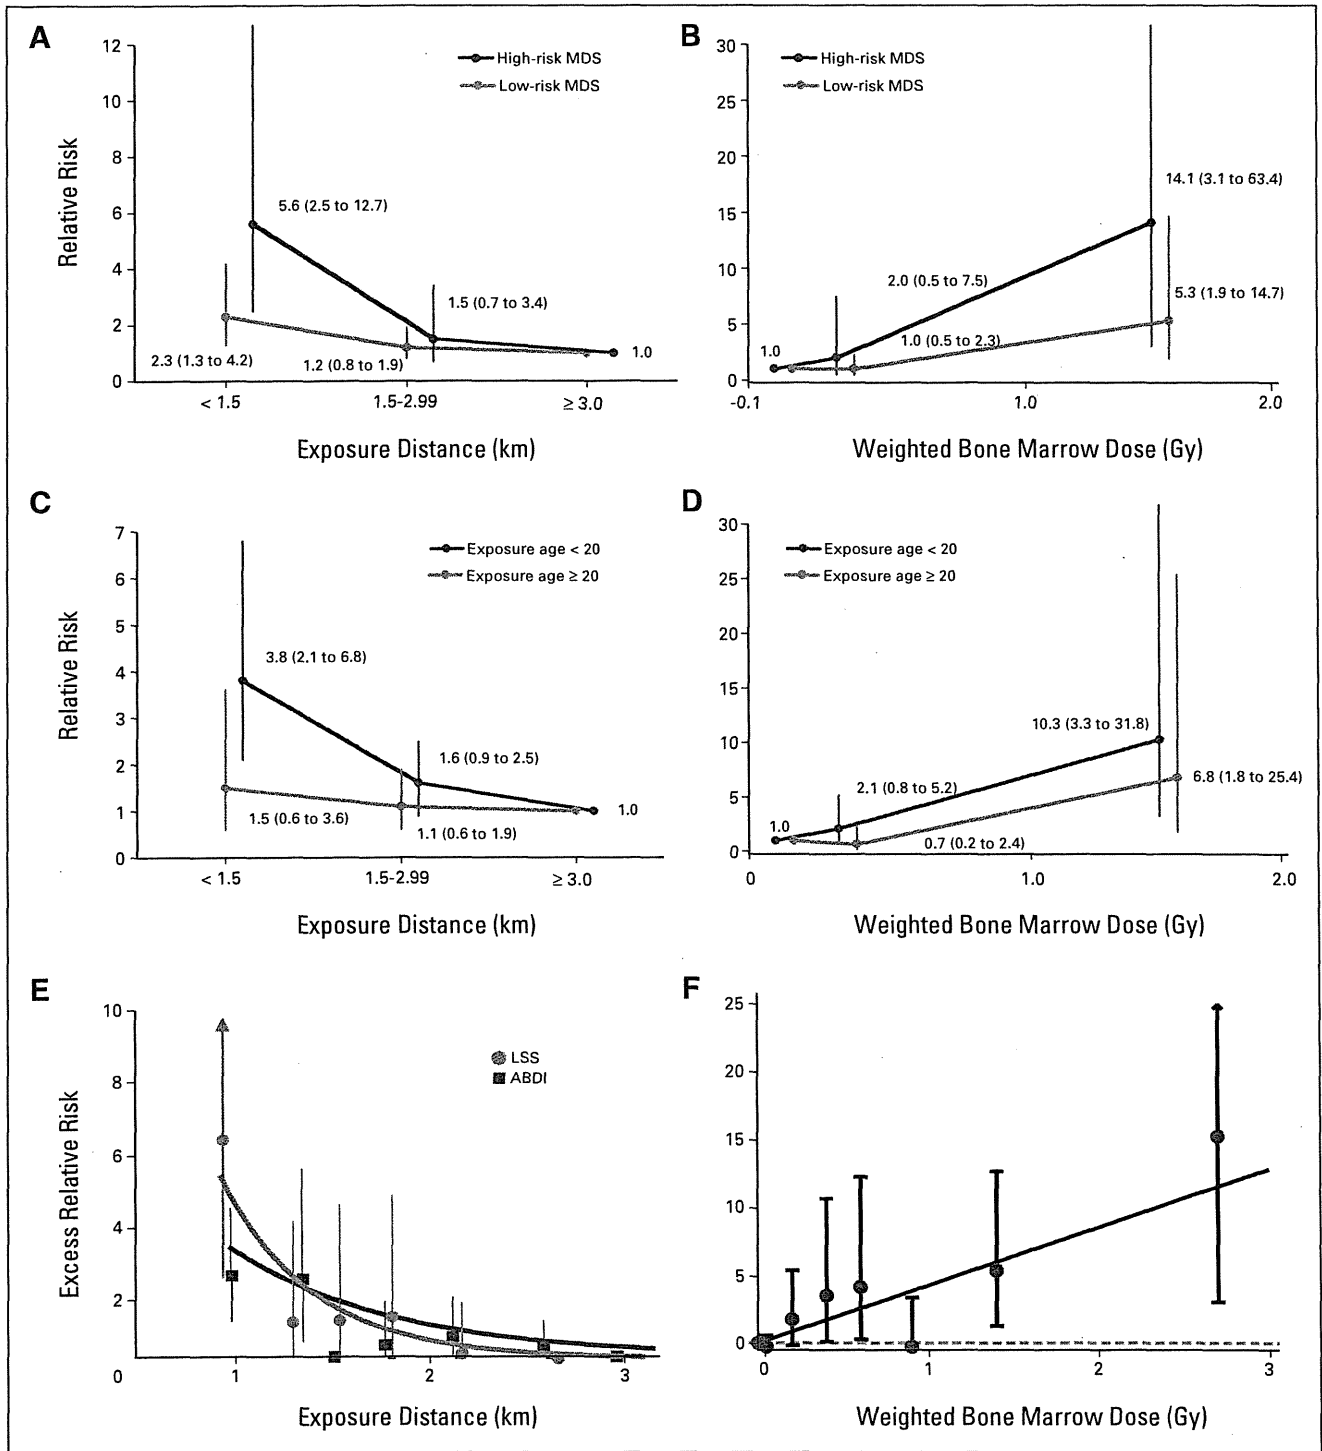 A
12
10
8
6
4
2
0
Relative Risk
High-risk MDS
Low-risk MDS
5.6 (2.5 to 12.7)
1.5 (0.7 to 3.4)
1.0
2.3 (1.3 to 4.2)
1.2 (0.8 to 1.9)
< 1.5
1.5-2.99
≥ 3.0
Exposure Distance (km)
B
30
25
20
15
10
5
0
High-risk MDS
Low-risk MDS
14.1 (3.1 to 63.4)
2.0 (0.5 to 7.5)
5.3 (1.9 to 14.7)
1.0 (0.5 to 2.3)
1.0
-0.1
1.0
2.0
Weighted Bone Marrow Dose (Gy)
C
7
6
5
4
3
2
1
0
Relative Risk
Exposure age < 20
Exposure age ≥ 20
3.8 (2.1 to 6.8)
1.6 (0.9 to 2.5)
1.0
1.5 (0.6 to 3.6)
1.1 (0.6 to 1.9)
< 1.5
1.5-2.99
≥ 3.0
Exposure Distance (km)
D
30
25
20
15
10
5
0
Exposure age < 20
Exposure age ≥ 20
10.3 (3.3 to 31.8)
2.1 (0.8 to 5.2)
6.8 (1.8 to 25.4)
1.0
0.7 (0.2 to 2.4)
0
1.0
2.0
Weighted Bone Marrow Dose (Gy)
E
10
8
6
4
2
0
Excess Relative Risk
LSS
ABDI
1
2
3
Exposure Distance (km)
F
25
20
15
10
5
0
0
1
2
3
Weighted Bone Marrow Dose (Gy)